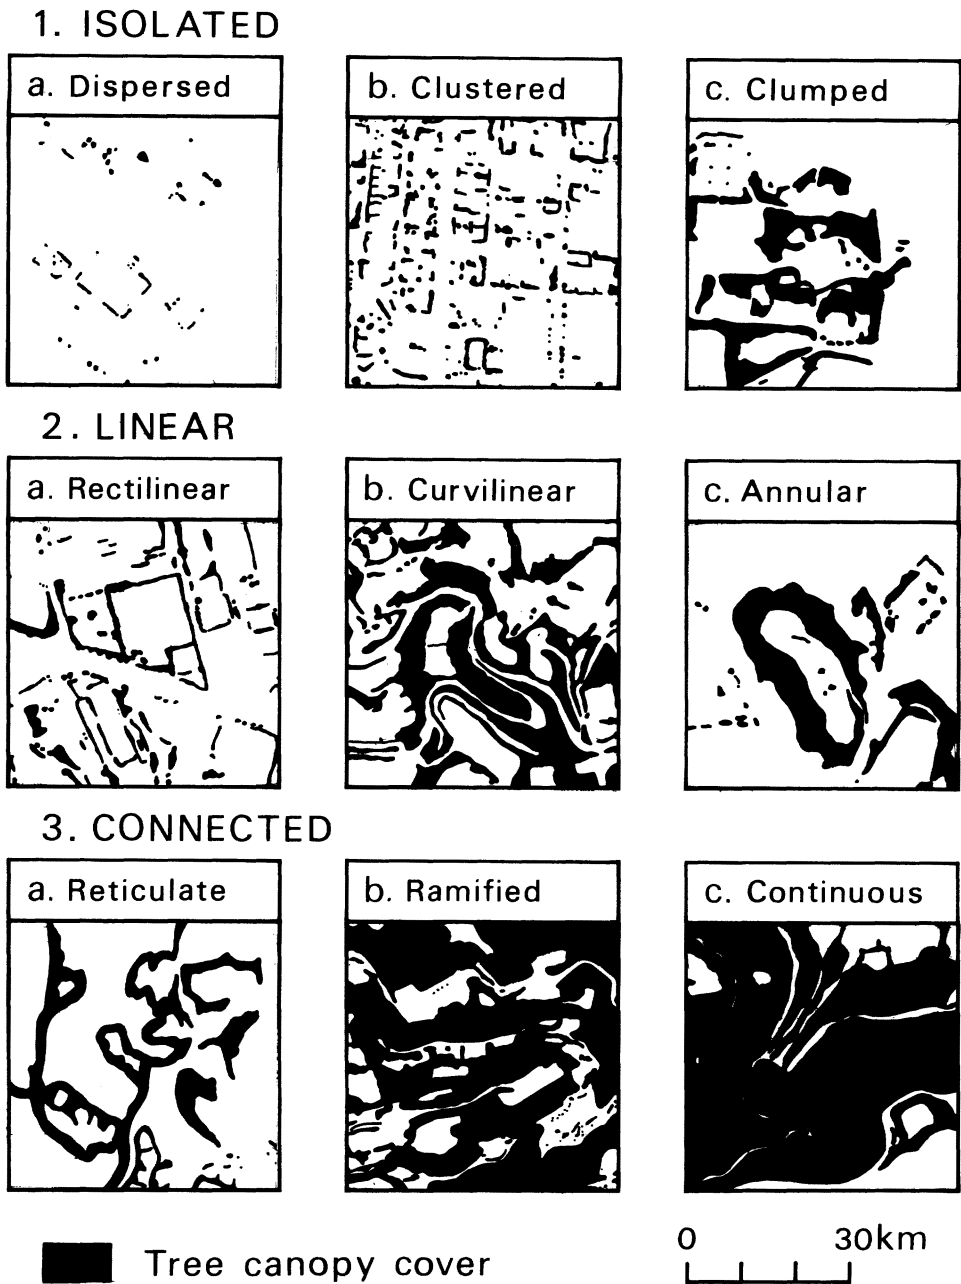 1. ISOLATED
a. Dispersed
b. Clustered
c. Clumped
2. LINEAR
a. Rectilinear
b. Curvilinear
c. Annular
3. CONNECTED
a. Reticulate
b. Ramified
c. Continuous
Tree canopy cover
0 30km